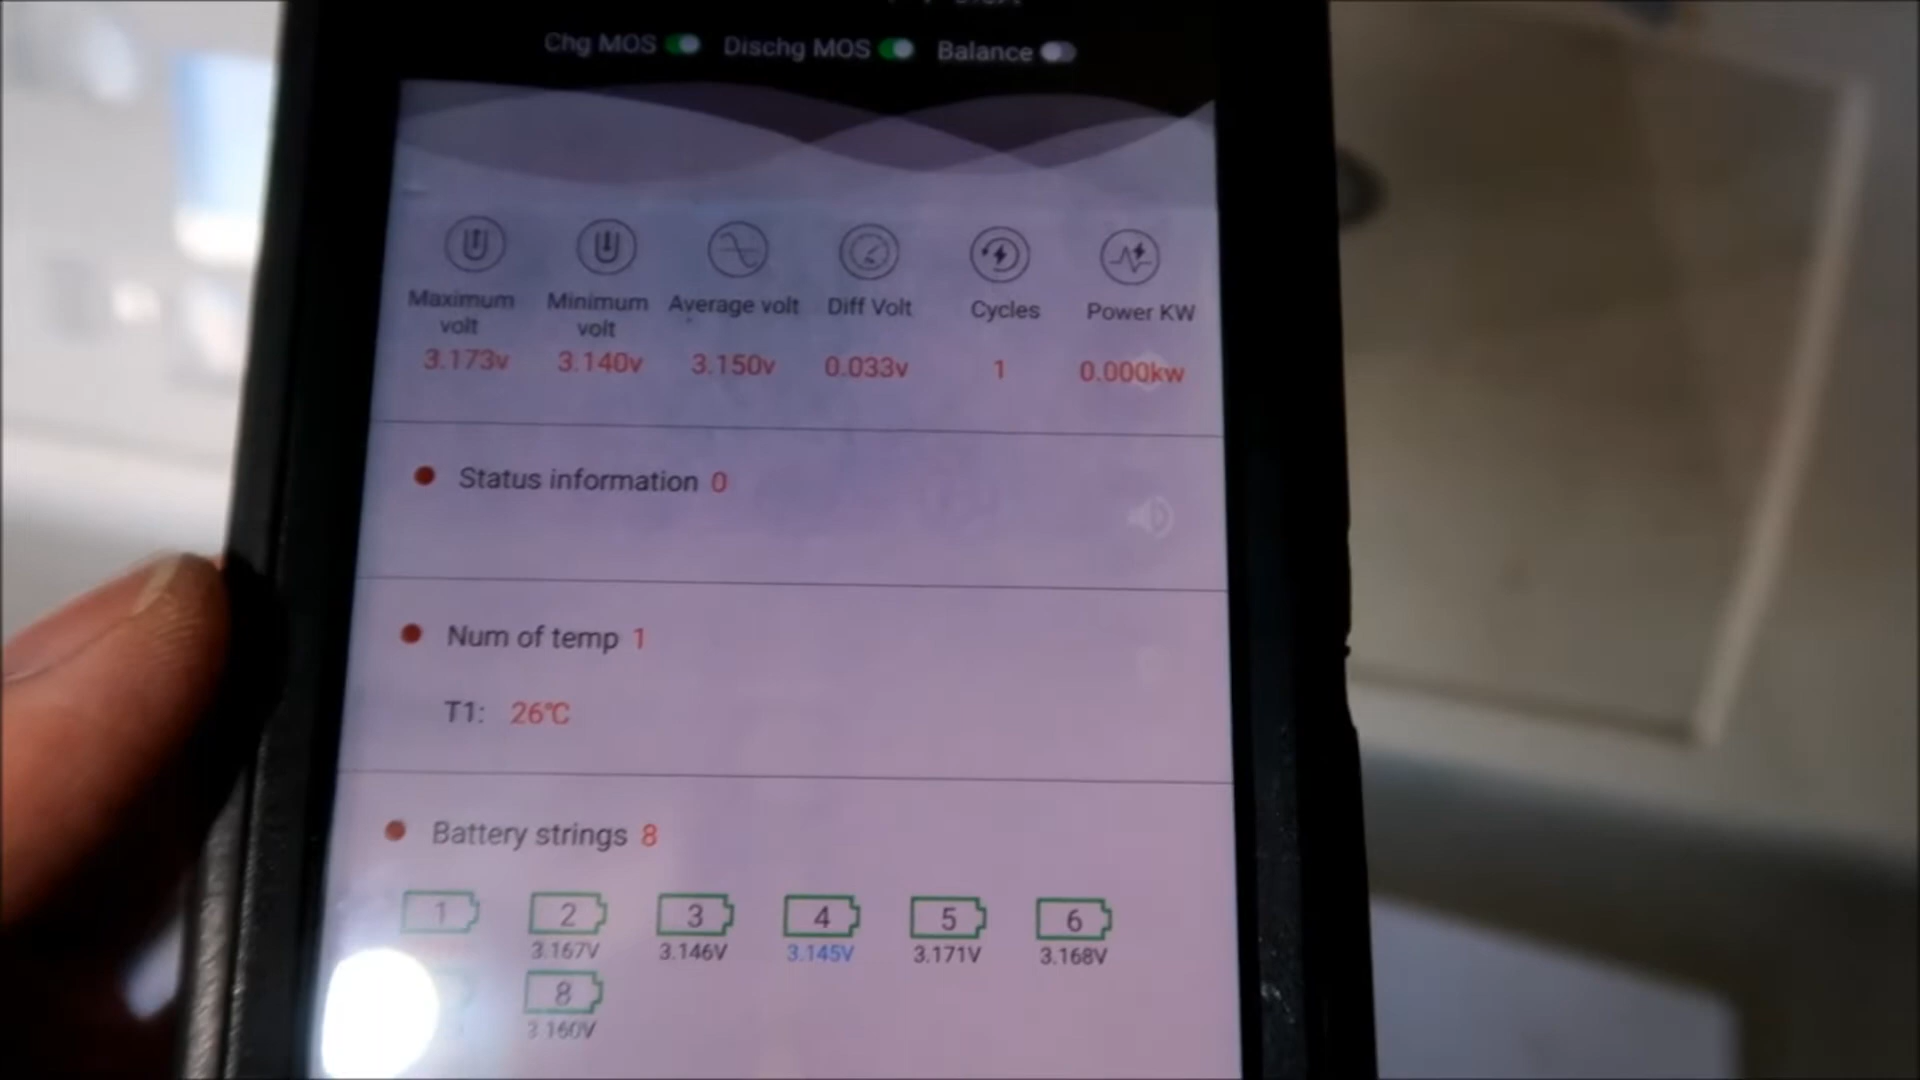 Chg MOS Dischg MOS Balance
Maximum volt Minimum volt Average volt Diff Volt Cycles Power KW
3.173v 3.140v 3.150v 0.033v 1 0.000kw
Status information 0
Num of temp 1
T1: 26℃
Battery strings 8
1 2 3 4 5 6
3.167V 3.146V 3.145V 3.171V 3.168V
8
3.160V